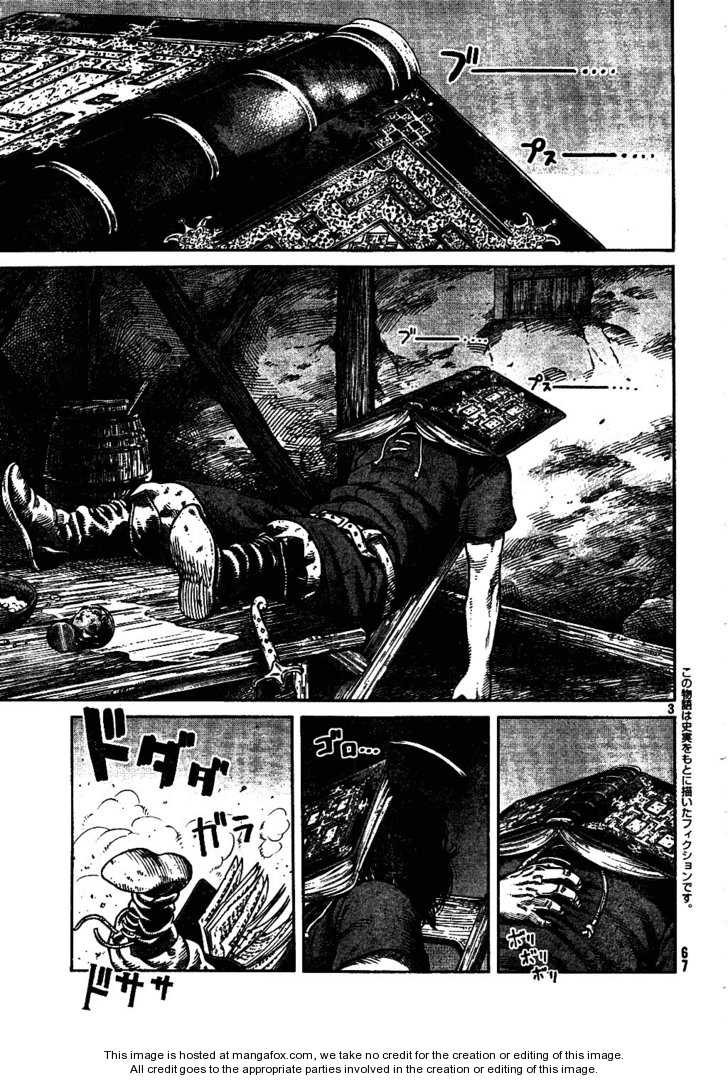 ブ――‥‥
プス――‥‥
ブ――‥‥
プス――‥‥
3
この物語は史実をもとに描いたフィクションです。
67
ボリ
ボリ
ボリ
ゴロ…
ドダダ
ガラ
ドササ
This image is hosted at mangafox.com, we take no credit for the creation or editing of this image.
All credit goes to the appropriate parties involved in the creation or editing of this image.